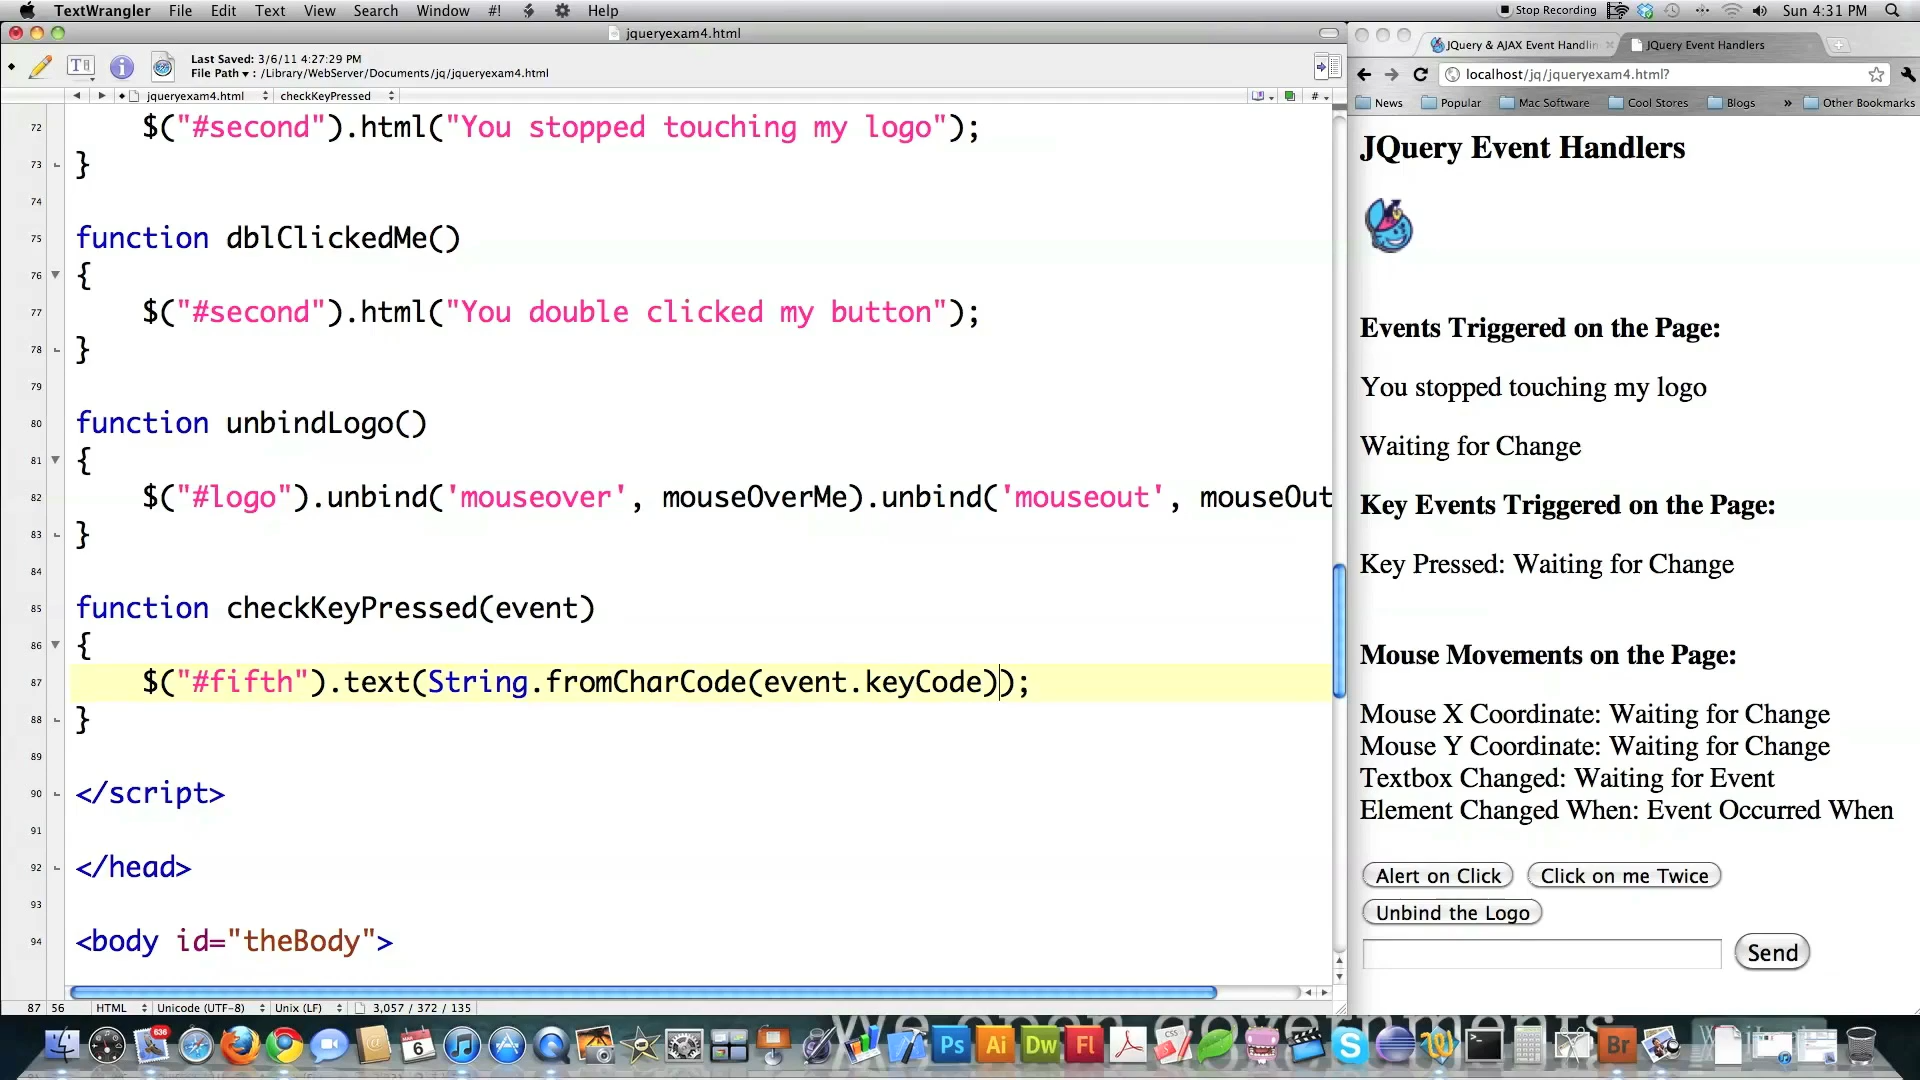 TextWrangler File Edit Text View Search Window #! Help
Stop Recording Sun 4:31 PM
jqueryexam4.html
Last Saved: 3/6/11 4:27:29 PM
File Path ▾ : /Library/WebServer/Documents/jq/jqueryexam4.html
jqueryexam4.html checkKeyPressed
72 $("#second").html("You stopped touching my logo");
73 }
74
75 function dblClickedMe()
76 {
77 $("#second").html("You double clicked my button");
78 }
79
80 function unbindLogo()
81 {
82 $("#logo").unbind('mouseover', mouseOverMe).unbind('mouseout', mouseOut
83 }
84
85 function checkKeyPressed(event)
86 {
87 $("#fifth").text(String.fromCharCode(event.keyCode));
88 }
89
90 </script>
91
92 </head>
93
94 <body id="theBody">
87 56 HTML Unicode (UTF-8) Unix (LF) 3,057 / 372 / 135
JQuery & AJAX Event Handlin JQuery Event Handlers
localhost/jq/jqueryexam4.html?
News Popular Mac Software Cool Stores Blogs » Other Bookmarks
JQuery Event Handlers
Events Triggered on the Page:
You stopped touching my logo
Waiting for Change
Key Events Triggered on the Page:
Key Pressed: Waiting for Change
Mouse Movements on the Page:
Mouse X Coordinate: Waiting for Change
Mouse Y Coordinate: Waiting for Change
Textbox Changed: Waiting for Event
Element Changed When: Event Occurred When
Alert on Click Click on me Twice
Unbind the Logo
Send
636 6 Ps Ai Dw Fl CSS S Br